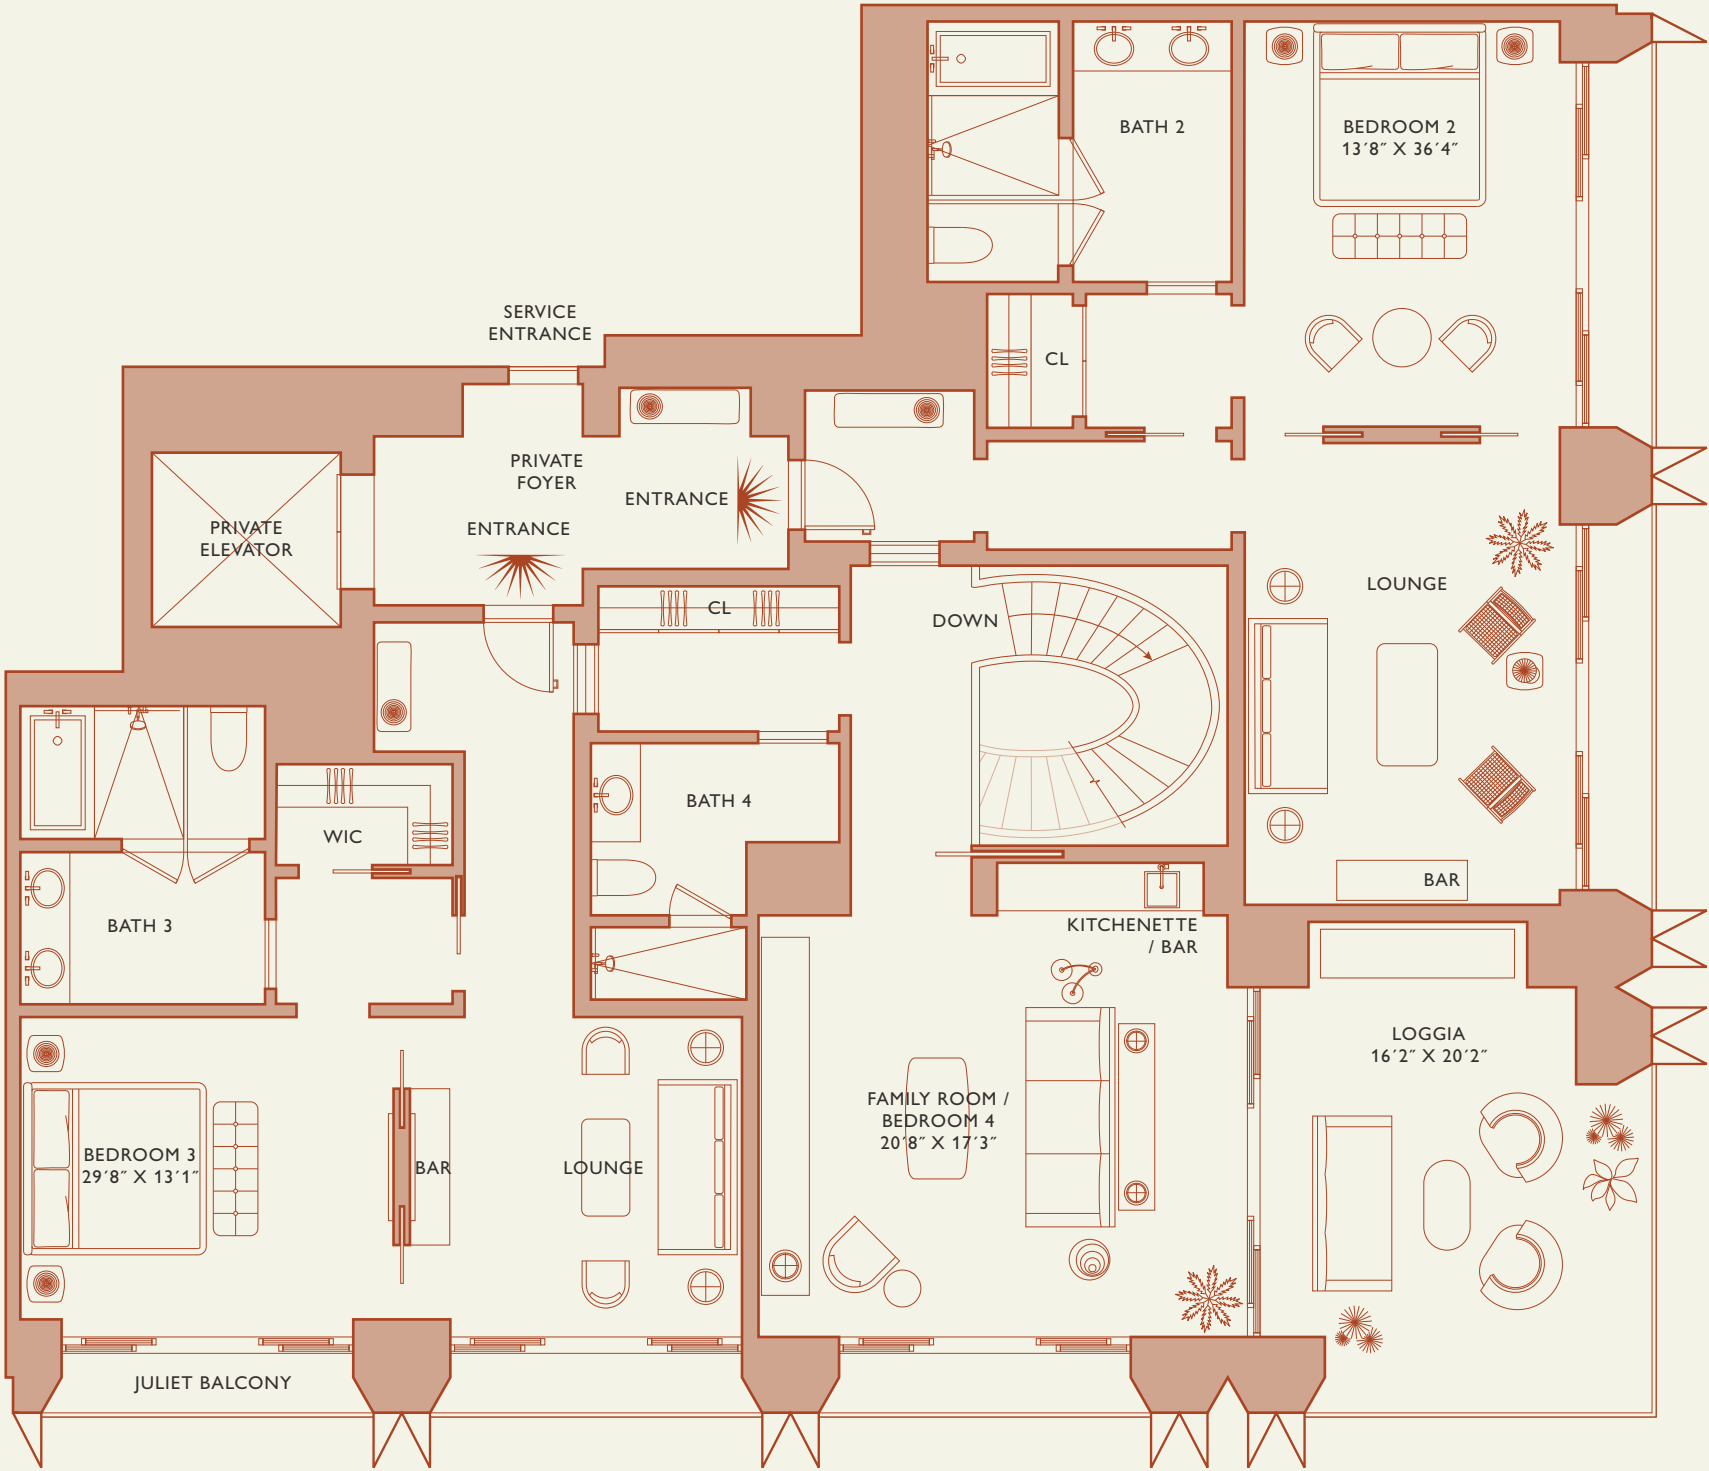 BATH 2
BEDROOM 2
13´8˝ X 36´4˝
SERVICE
ENTRANCE
CL
PRIVATE
FOYER
ENTRANCE
ENTRANCE
PRIVATE
ELEVATOR
LOUNGE
CL
DOWN
BATH 4
WIC
BAR
BATH 3
KITCHENETTE
/ BAR
LOGGIA
16´2˝ X 20´2˝
FAMILY ROOM /
BEDROOM 4
20´8˝ X 17´3˝
BEDROOM 3
29´8˝ X 13´1˝
BAR
LOUNGE
JULIET BALCONY